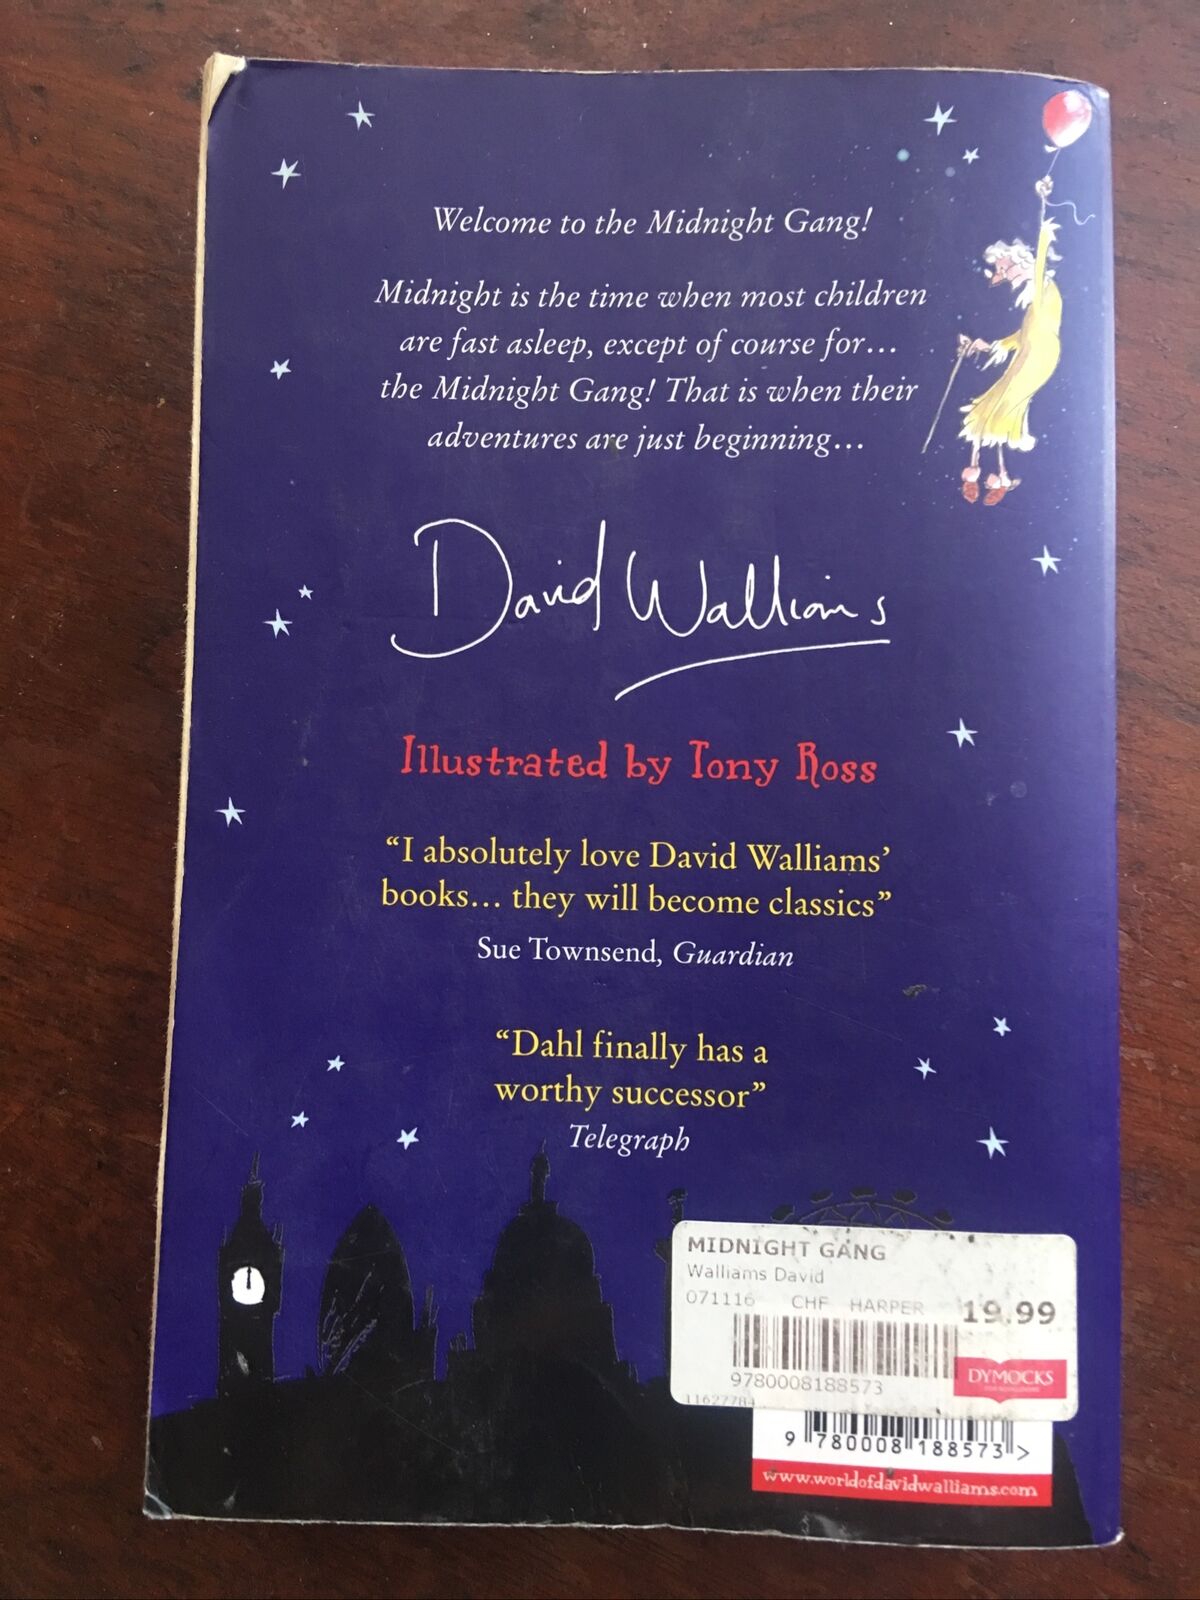 Welcome to the Midnight Gang!
Midnight is the time when most children
are fast asleep, except of course for...
the Midnight Gang! That is when their
adventures are just beginning...
David Walliams
Illustrated by Tony Ross
“I absolutely love David Walliams’
books... they will become classics”
Sue Townsend, Guardian
“Dahl finally has a
worthy successor”
Telegraph
MIDNIGHT GANG
Walliams David
071116 CHF HARPER 19.99
DYMOCKS
9780008188573
11627784
9 780008 188573 >
www.worldofdavidwalliams.com